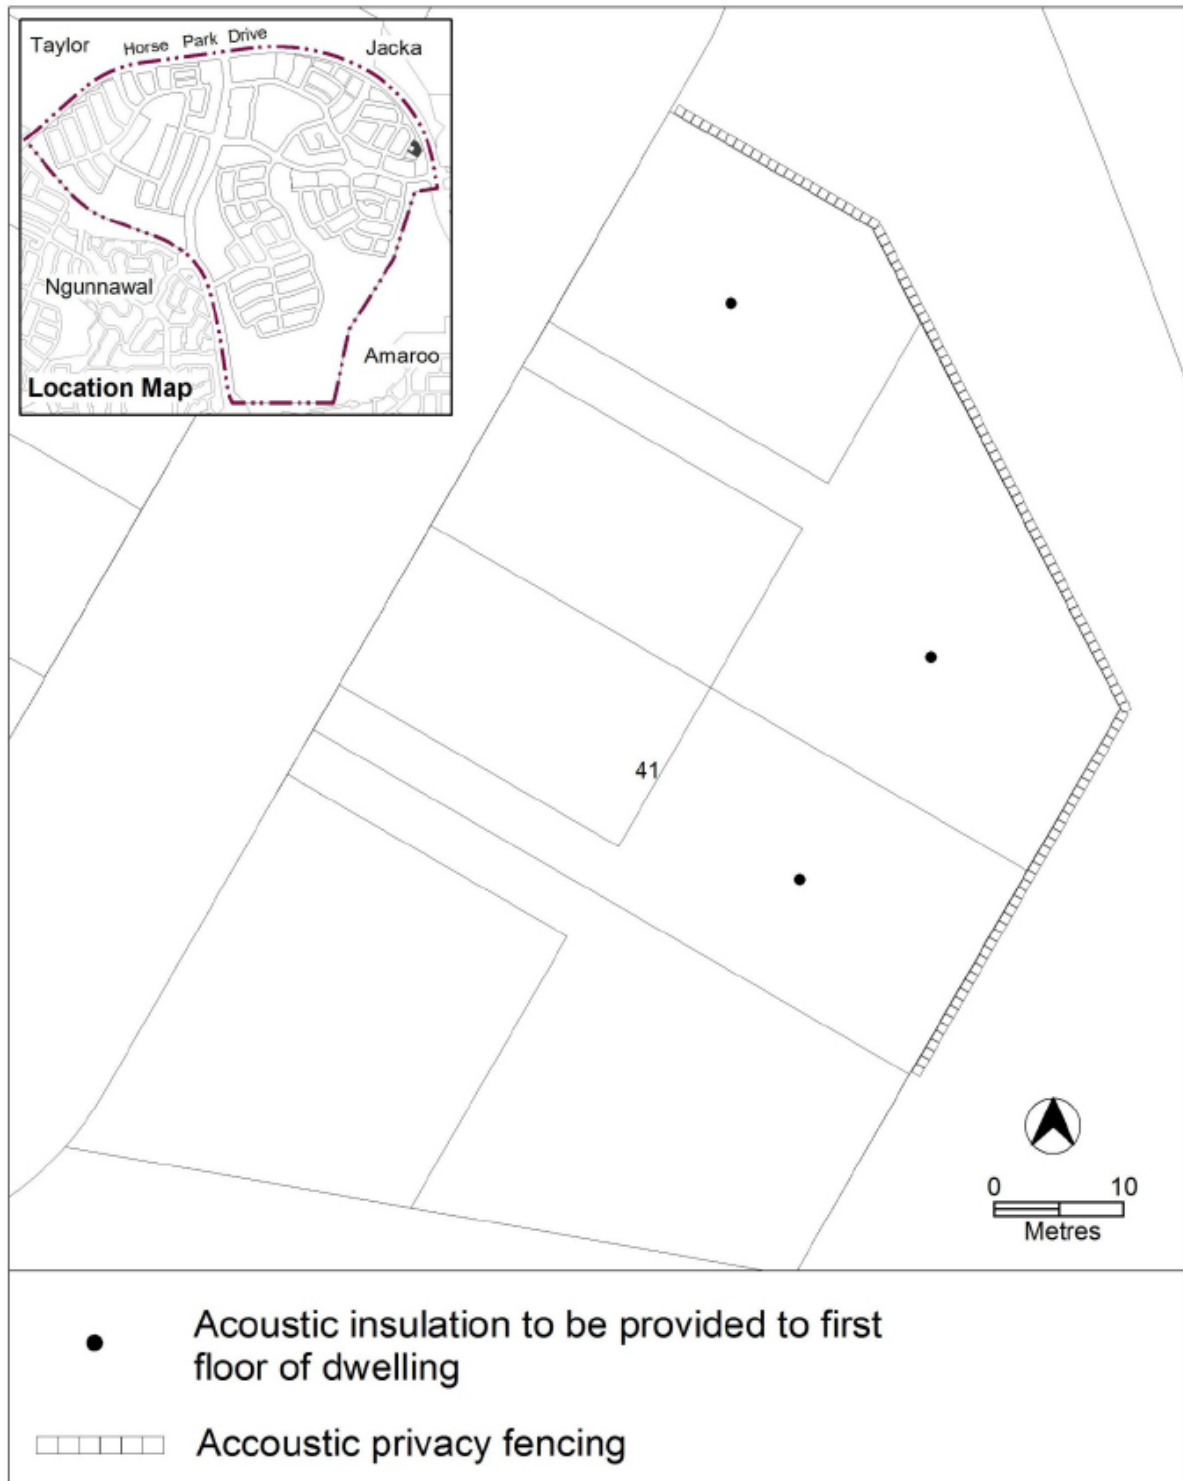 Taylor
Horse Park Drive
Jacka
Ngunnawal
Amaroo
Location Map
41
0 10
Metres
Acoustic insulation to be provided to first
floor of dwelling
Accoustic privacy fencing